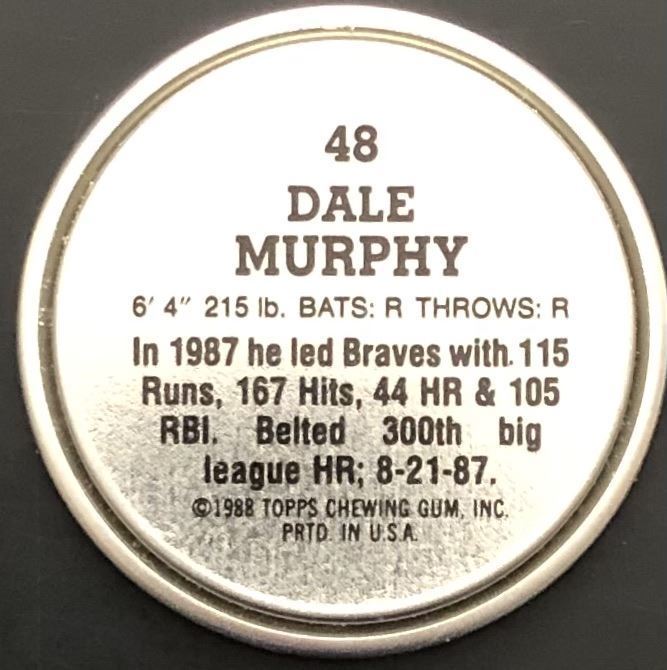 48
DALE
MURPHY
6' 4" 215 lb. BATS: R THROWS: R
In 1987 he led Braves with 115
Runs, 167 Hits, 44 HR & 105
RBI. Belted 300th big
league HR; 8-21-87.
©1988 TOPPS CHEWING GUM, INC.
PRTD. IN U.S.A.